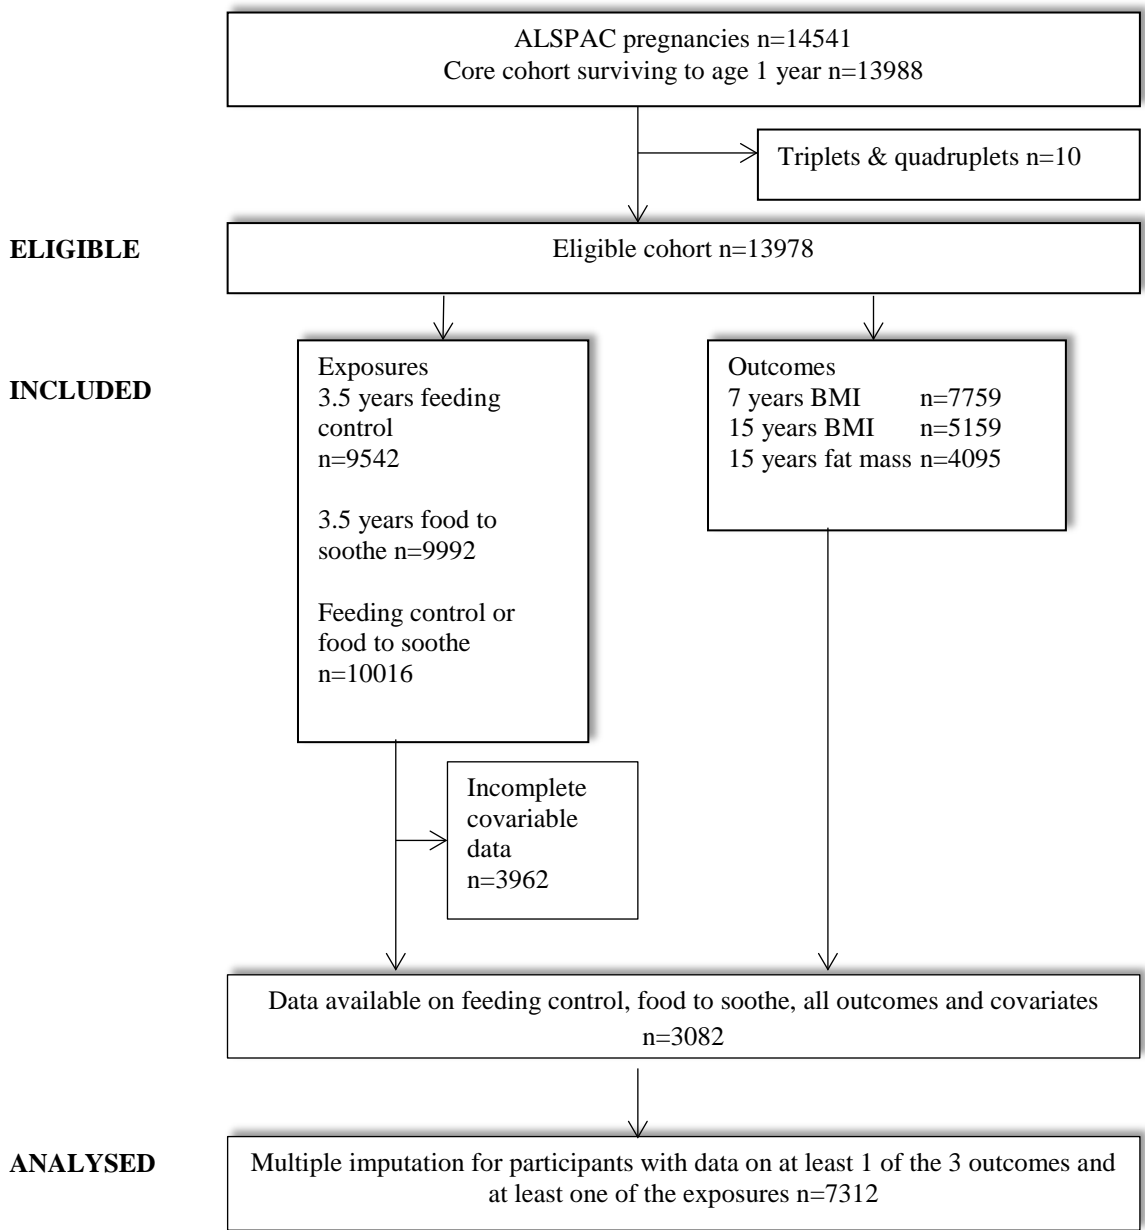 ALSPAC pregnancies n=14541
Core cohort surviving to age 1 year n=13988
Triplets & quadruplets n=10
ELIGIBLE
Eligible cohort n=13978
INCLUDED
Exposures
3.5 years feeding
control
n=9542
3.5 years food to
soothe n=9992
Feeding control or
food to soothe
n=10016
Outcomes
7 years BMI n=7759
15 years BMI n=5159
15 years fat mass n=4095
Incomplete
covariable
data
n=3962
Data available on feeding control, food to soothe, all outcomes and covariates
n=3082
ANALYSED
Multiple imputation for participants with data on at least 1 of the 3 outcomes and
at least one of the exposures n=7312